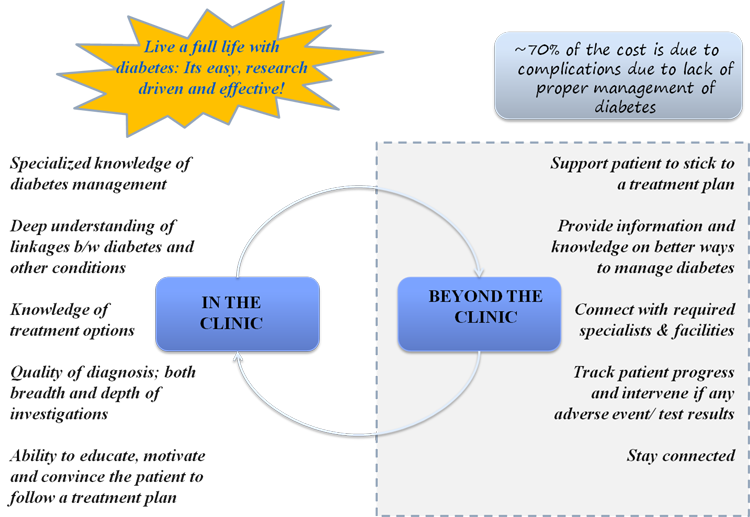 Live a full life with
diabetes: Its easy, research
driven and effective!
~70% of the cost is due to
complications due to lack of
proper management of
diabetes
Specialized knowledge of
diabetes management
Deep understanding of
linkages b/w diabetes and
other conditions
Knowledge of
treatment options
Quality of diagnosis; both
breadth and depth of
investigations
Ability to educate, motivate
and convince the patient to
follow a treatment plan
IN THE
CLINIC
BEYOND THE
CLINIC
Support patient to stick to
a treatment plan
Provide information and
knowledge on better ways
to manage diabetes
Connect with required
specialists & facilities
Track patient progress
and intervene if any
adverse event/ test results
Stay connected